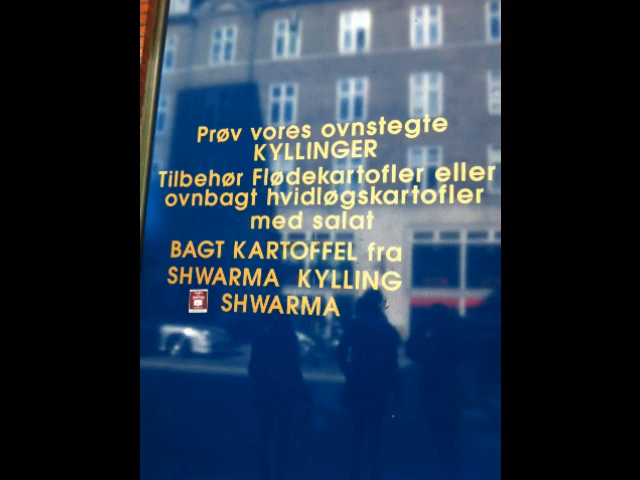 Prøv vores ovnstegte
KYLLINGER
Tilbehør Flødekartofler eller
ovnbagt hvidløgskartofler
med salat
BAGT KARTOFFEL fra
SHWARMA KYLLING
SHWARMA